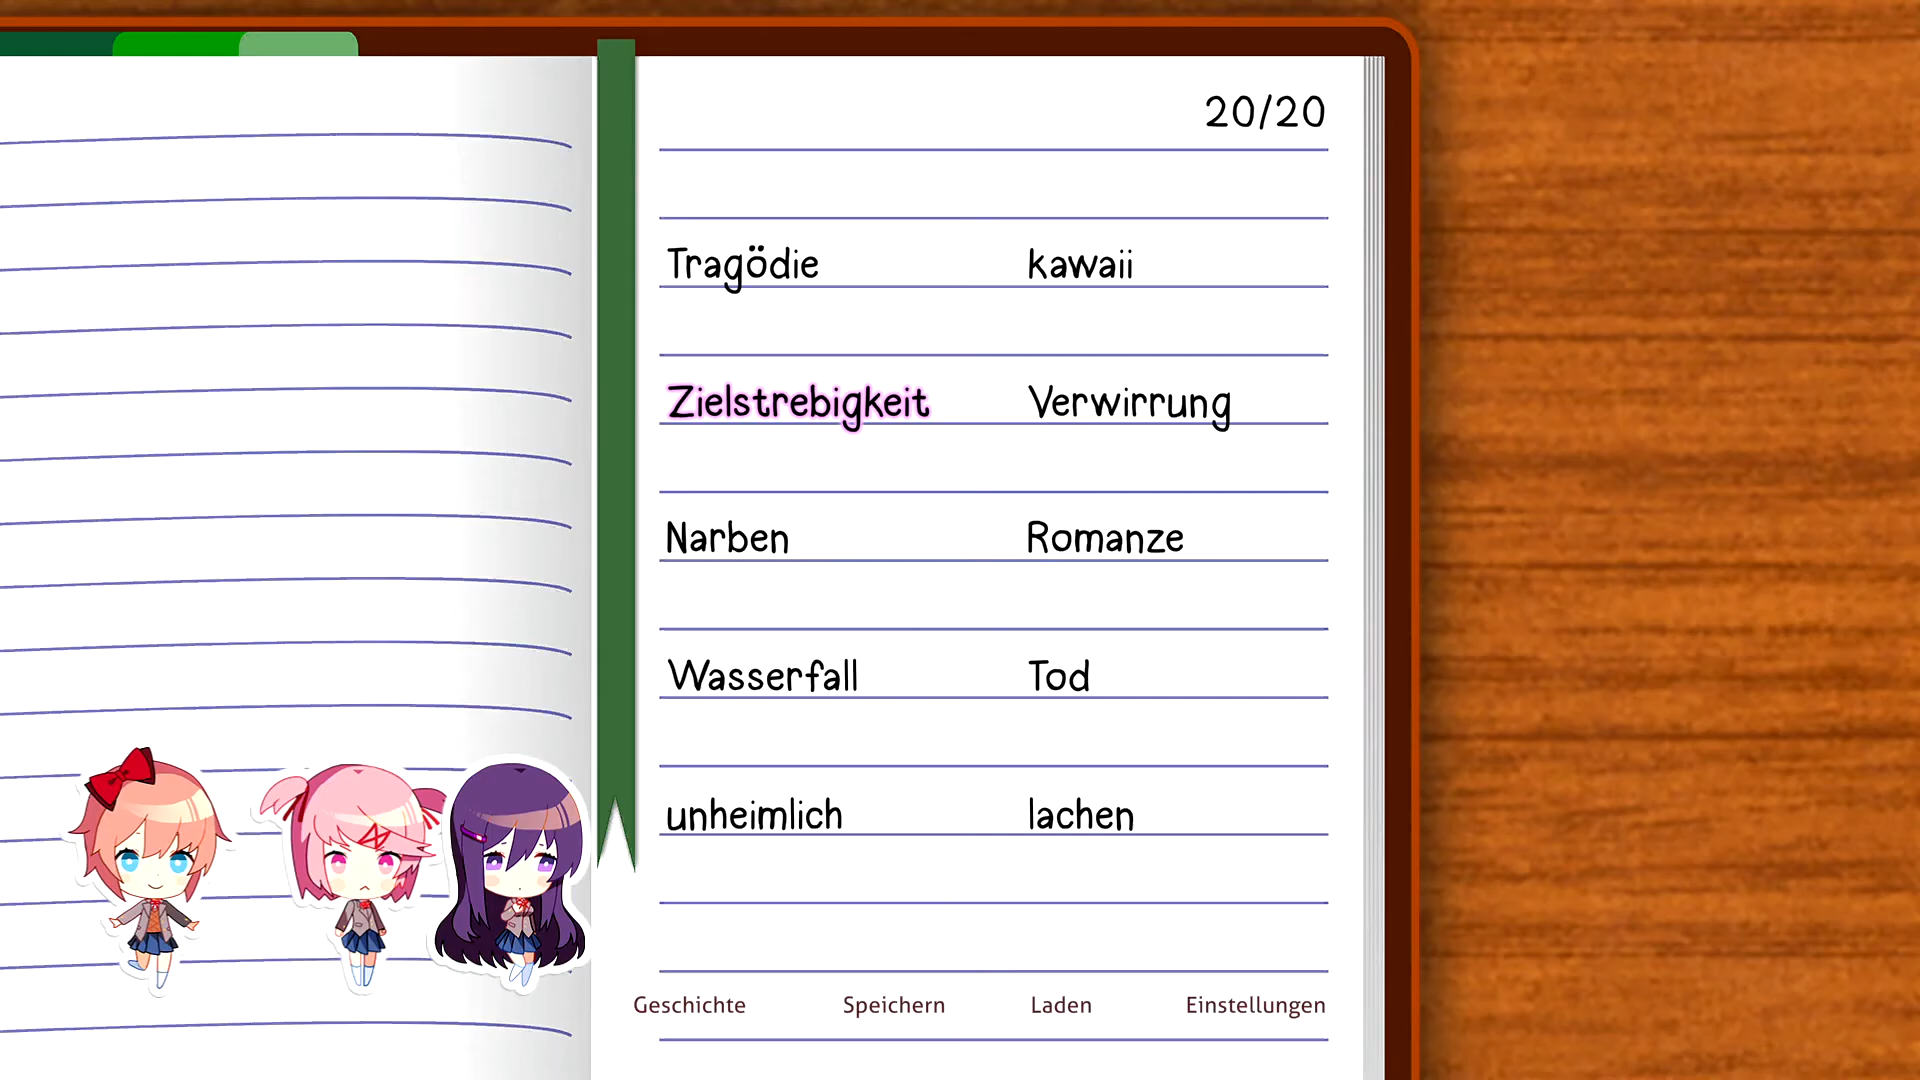 20/20
Tragödie kawaii
Zielstrebigkeit Verwirrung
Narben Romanze
Wasserfall Tod
unheimlich lachen
Geschichte Speichern Laden Einstellungen